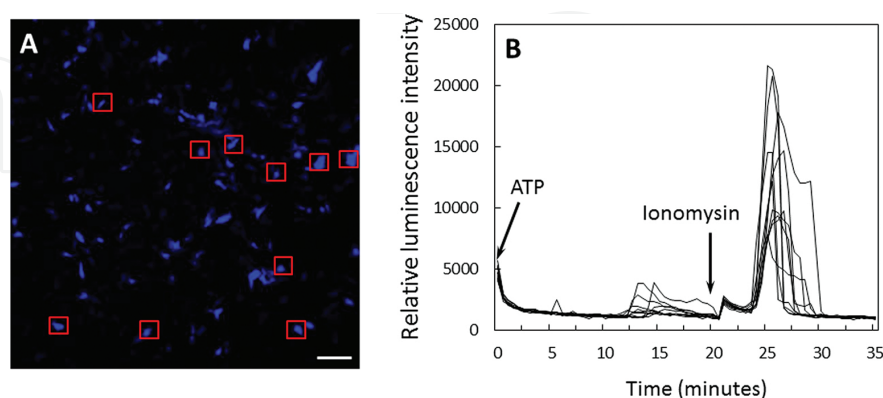 A
B
Relative luminescence intensity
25000
20000
15000
10000
5000
0
ATP
Ionomysin
0 5 10 15 20 25 30 35
Time (minutes)